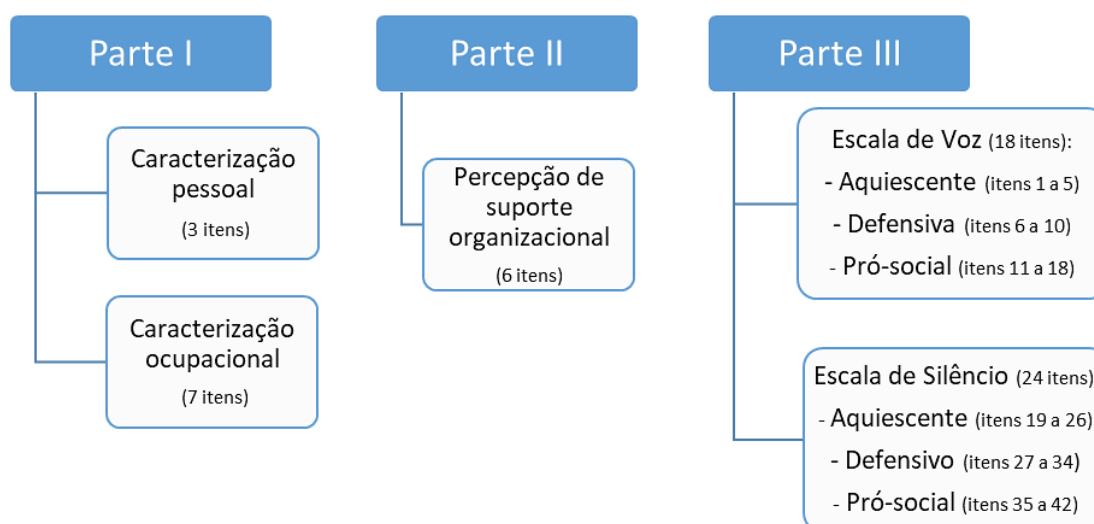 Parte I
Caracterização
pessoal
(3 itens)
Caracterização
ocupacional
(7 itens)
Parte II
Percepção de
suporte
organizacional
(6 itens)
Parte III
Escala de Voz (18 itens):
- Aquiescente (itens 1 a 5)
- Defensiva (itens 6 a 10)
- Pró-social (itens 11 a 18)
Escala de Silêncio (24 itens)
- Aquiescente (itens 19 a 26)
- Defensivo (itens 27 a 34)
- Pró-social (itens 35 a 42)